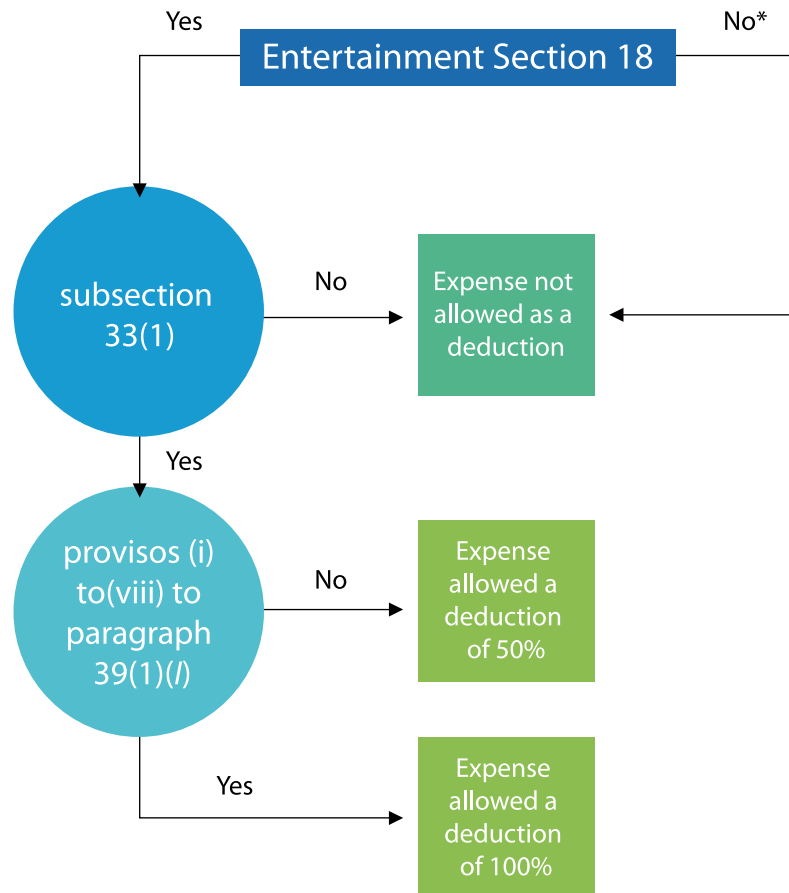 Yes
No*
Entertainment Section 18
subsection
33(1)
No
Expense not
allowed as a
deduction
Yes
provisos (i)
to(viii) to
paragraph
39(1)(l)
No
Expense
allowed a
deduction
of 50%
Yes
Expense
allowed a
deduction
of 100%